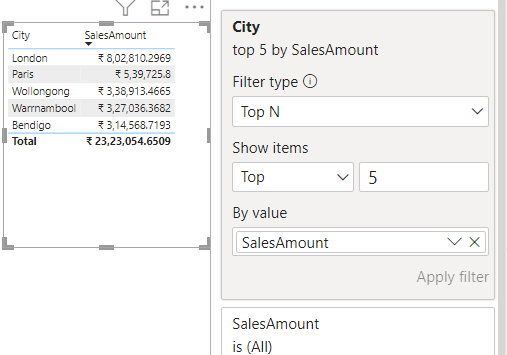 City SalesAmount
London ₹ 8,02,810.2969
Paris ₹ 5,39,725.8
Wollongong ₹ 3,38,913.4665
Warrnambool ₹ 3,27,036.3682
Bendigo ₹ 3,14,568.7193
Total ₹ 23,23,054.6509
City
top 5 by SalesAmount
Filter type
Top N
Show items
Top 5
By value
SalesAmount
Apply filter
SalesAmount
is (All)